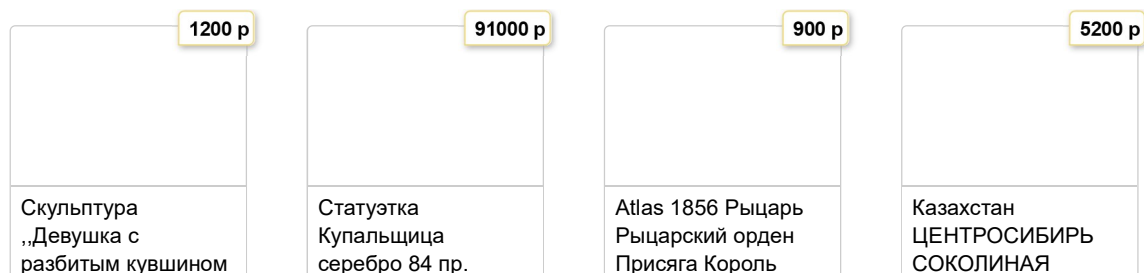 1200 р
91000 р
900 р
5200 р
Скульптура
,,Девушка с
разбитым кувшином
Статуэтка
Купальщица
серебро 84 пр.
Atlas 1856 Рыцарь
Рыцарский орден
Присяга Король
Казахстан
ЦЕНТРОСИБИРЬ
СОКОЛИНАЯ